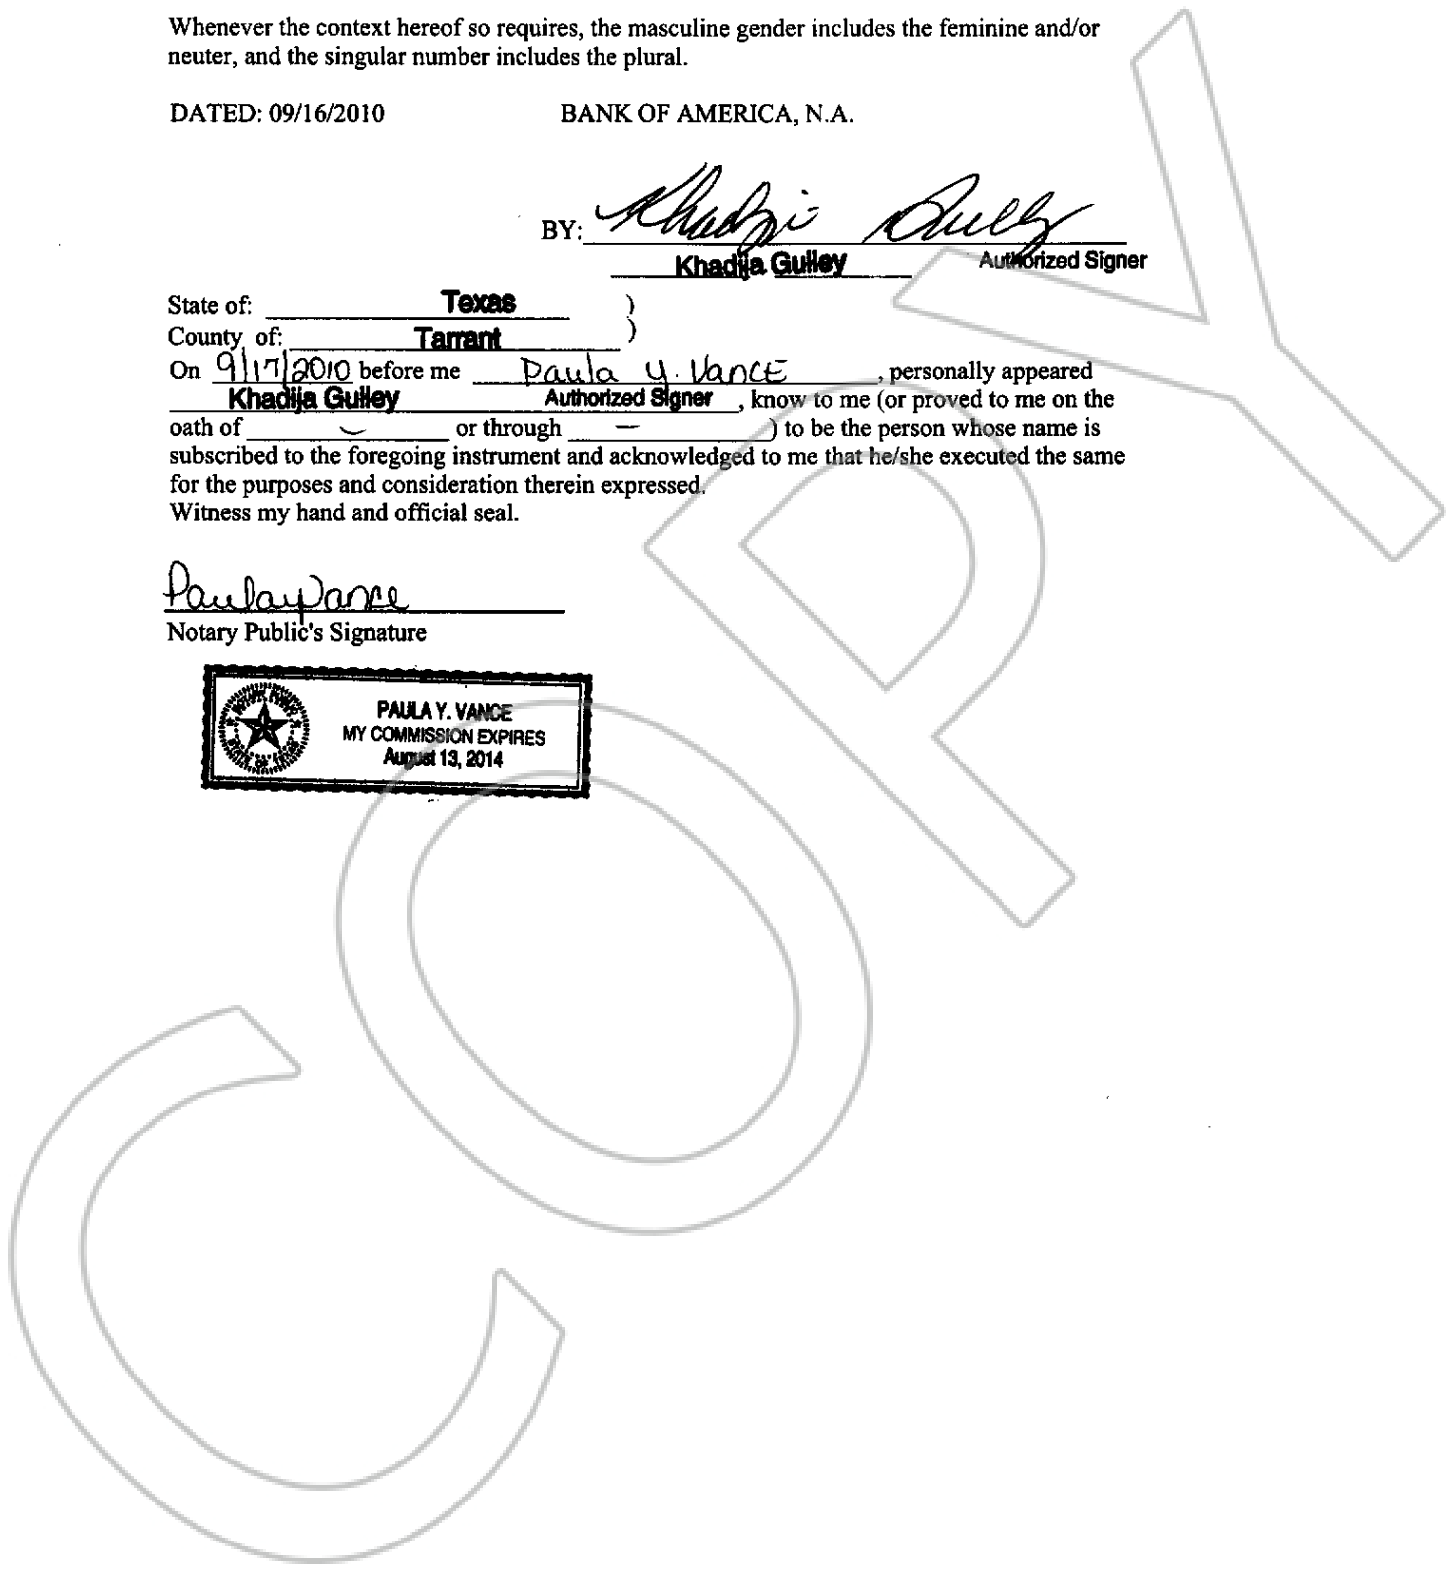 Whenever the context hereof so requires, the masculine gender includes the feminine and/or
neuter, and the singular number includes the plural.
DATED: 09/16/2010 BANK OF AMERICA, N.A.
BY: Khadija Gulley
Khadija Gulley Authorized Signer
State of: Texas )
County of: Tarrant )
On 9/17/2010 before me Paula Y. Vance, personally appeared
Khadija Gulley Authorized Signer, know to me (or proved to me on the
oath of — or through — ) to be the person whose name is
subscribed to the foregoing instrument and acknowledged to me that he/she executed the same
for the purposes and consideration therein expressed.
Witness my hand and official seal.
Paula Y Vance
Notary Public's Signature
PAULA Y. VANCE
MY COMMISSION EXPIRES
August 13, 2014
COPY